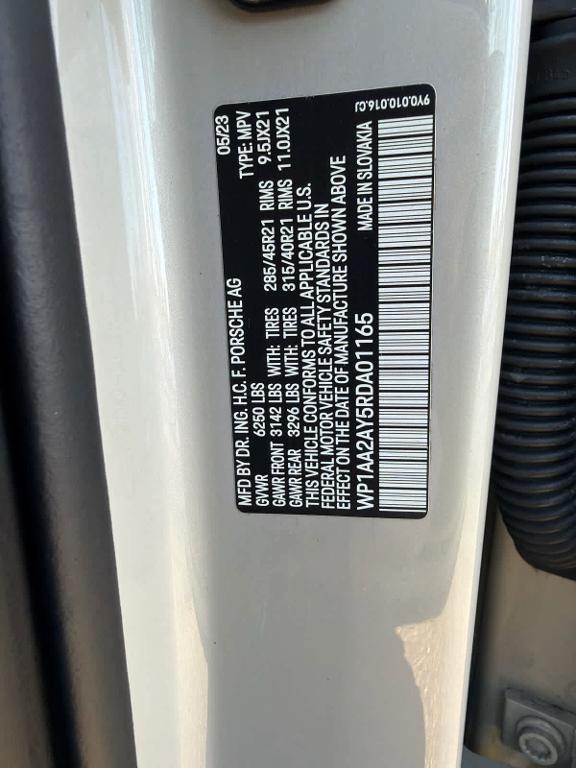 MFD BY DR. ING. H.C. F. PORSCHE AG 05/23
GVWR 6250 LBS TYPE: MPV
GAWR FRONT 3142 LBS WITH: TIRES 285/45R21 RIMS 9.5JX21
GAWR REAR 3296 LBS WITH: TIRES 315/40R21 RIMS 11.0JX21
THIS VEHICLE CONFORMS TO ALL APPLICABLE U.S.
FEDERAL MOTOR VEHICLE SAFETY STANDARDS IN
EFFECT ON THE DATE OF MANUFACTURE SHOWN ABOVE
WP1AA2AY5RDA01165 MADE IN SLOVAKIA
9Y0.010.016.CJ